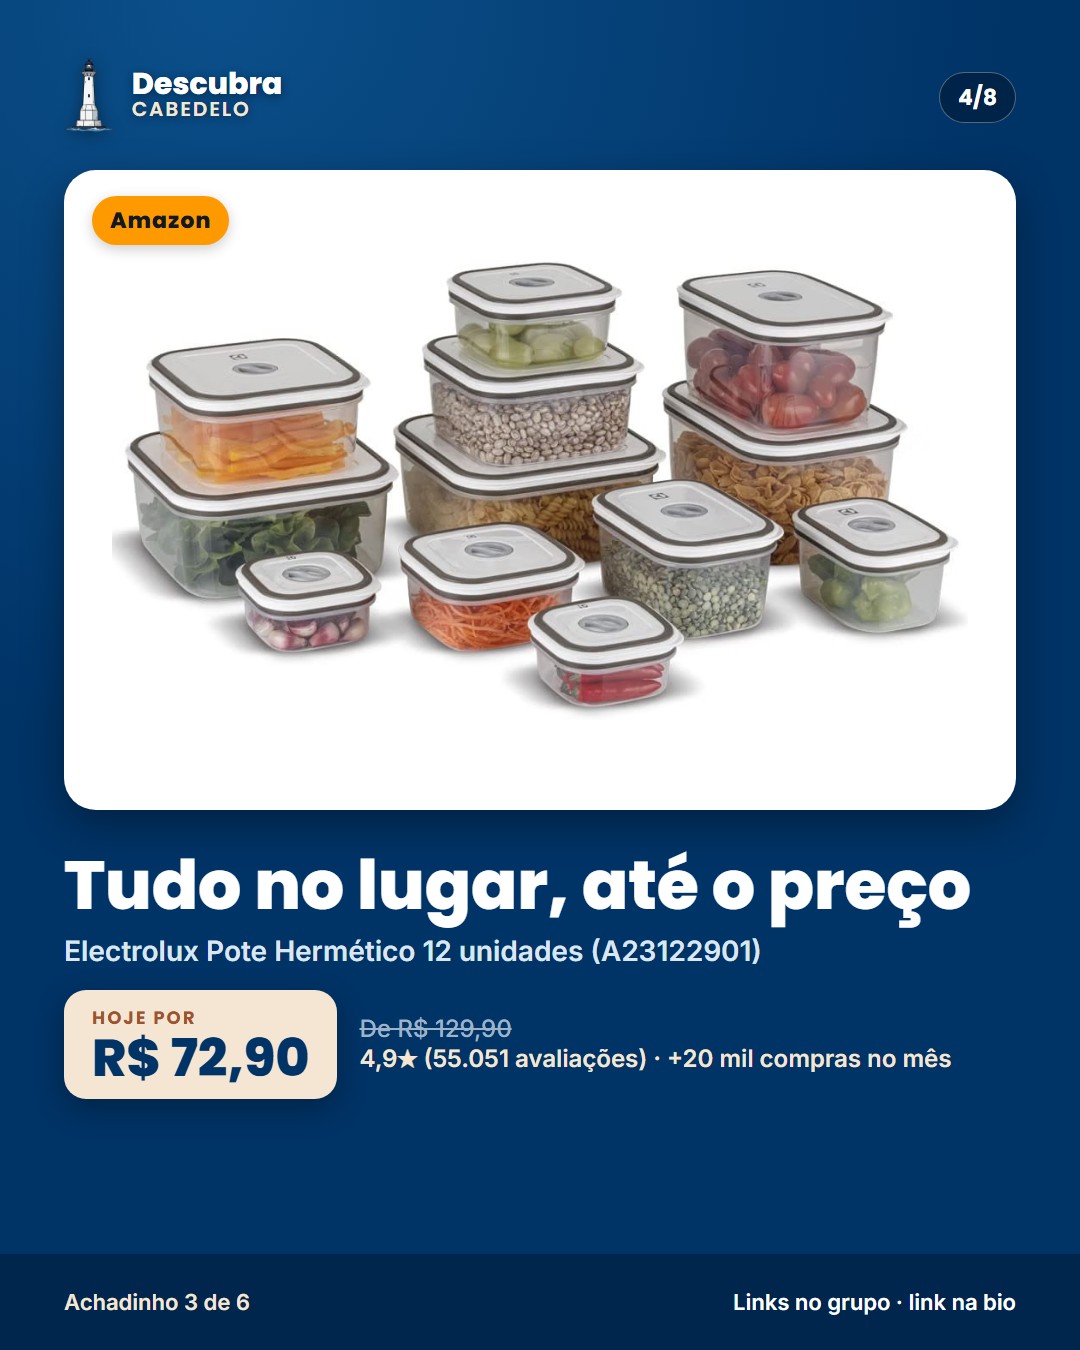 Descubra
CABEDELO
4/8
Amazon
Tudo no lugar, até o preço
Electrolux Pote Hermético 12 unidades (A23122901)
HOJE POR
R$ 72,90
De R$ 129,90
4,9★ (55.051 avaliações) · +20 mil compras no mês
Achadinho 3 de 6
Links no grupo · link na bio